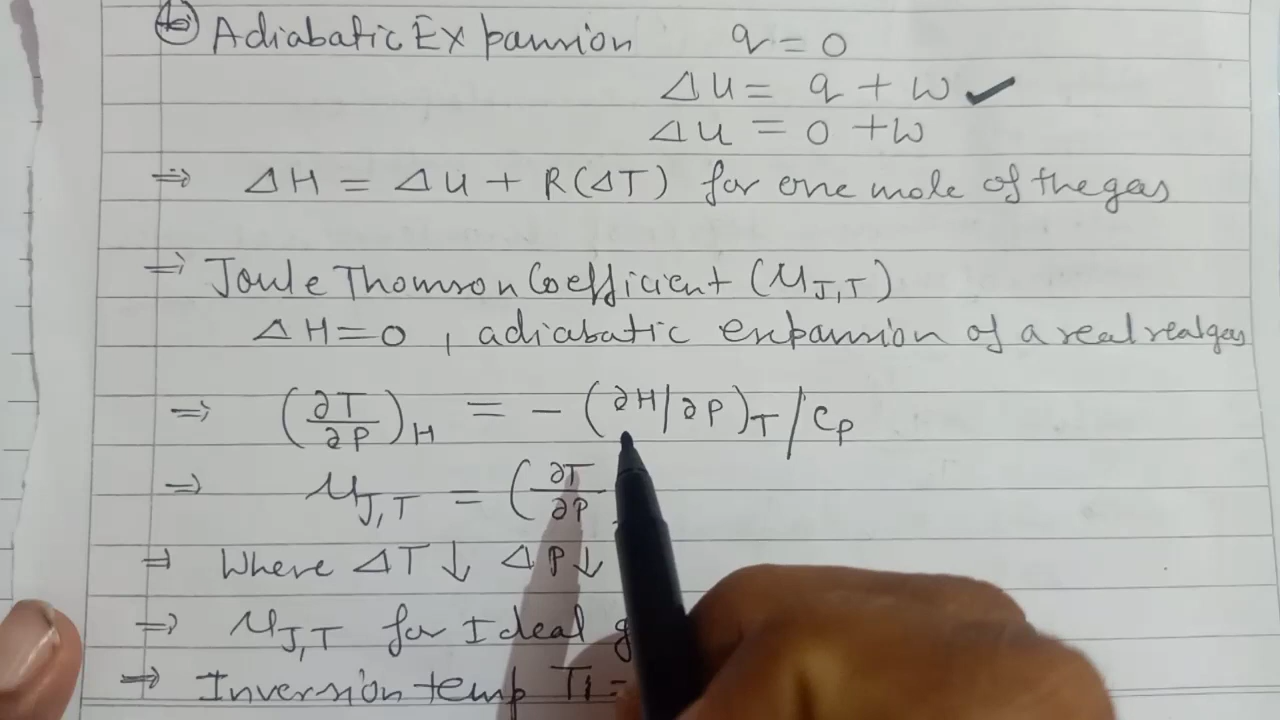 Adiabatic Expansion q = 0
ΔU = q + w ✓
ΔU = 0 + w
⇒ ΔH = ΔU + R(ΔT) for one mole of the gas
⇒ Joule Thomson Coefficient (μJ,T)
ΔH = 0, adiabatic expansion of a real real gas
⇒ (∂T/∂P)H = - (∂H/∂P)T / CP
⇒ μJ,T = (∂T/∂P
⇒ Where ΔT↓ ΔP↓
⇒ μJ,T for Ideal g
⇒ Inversion temp Ti =